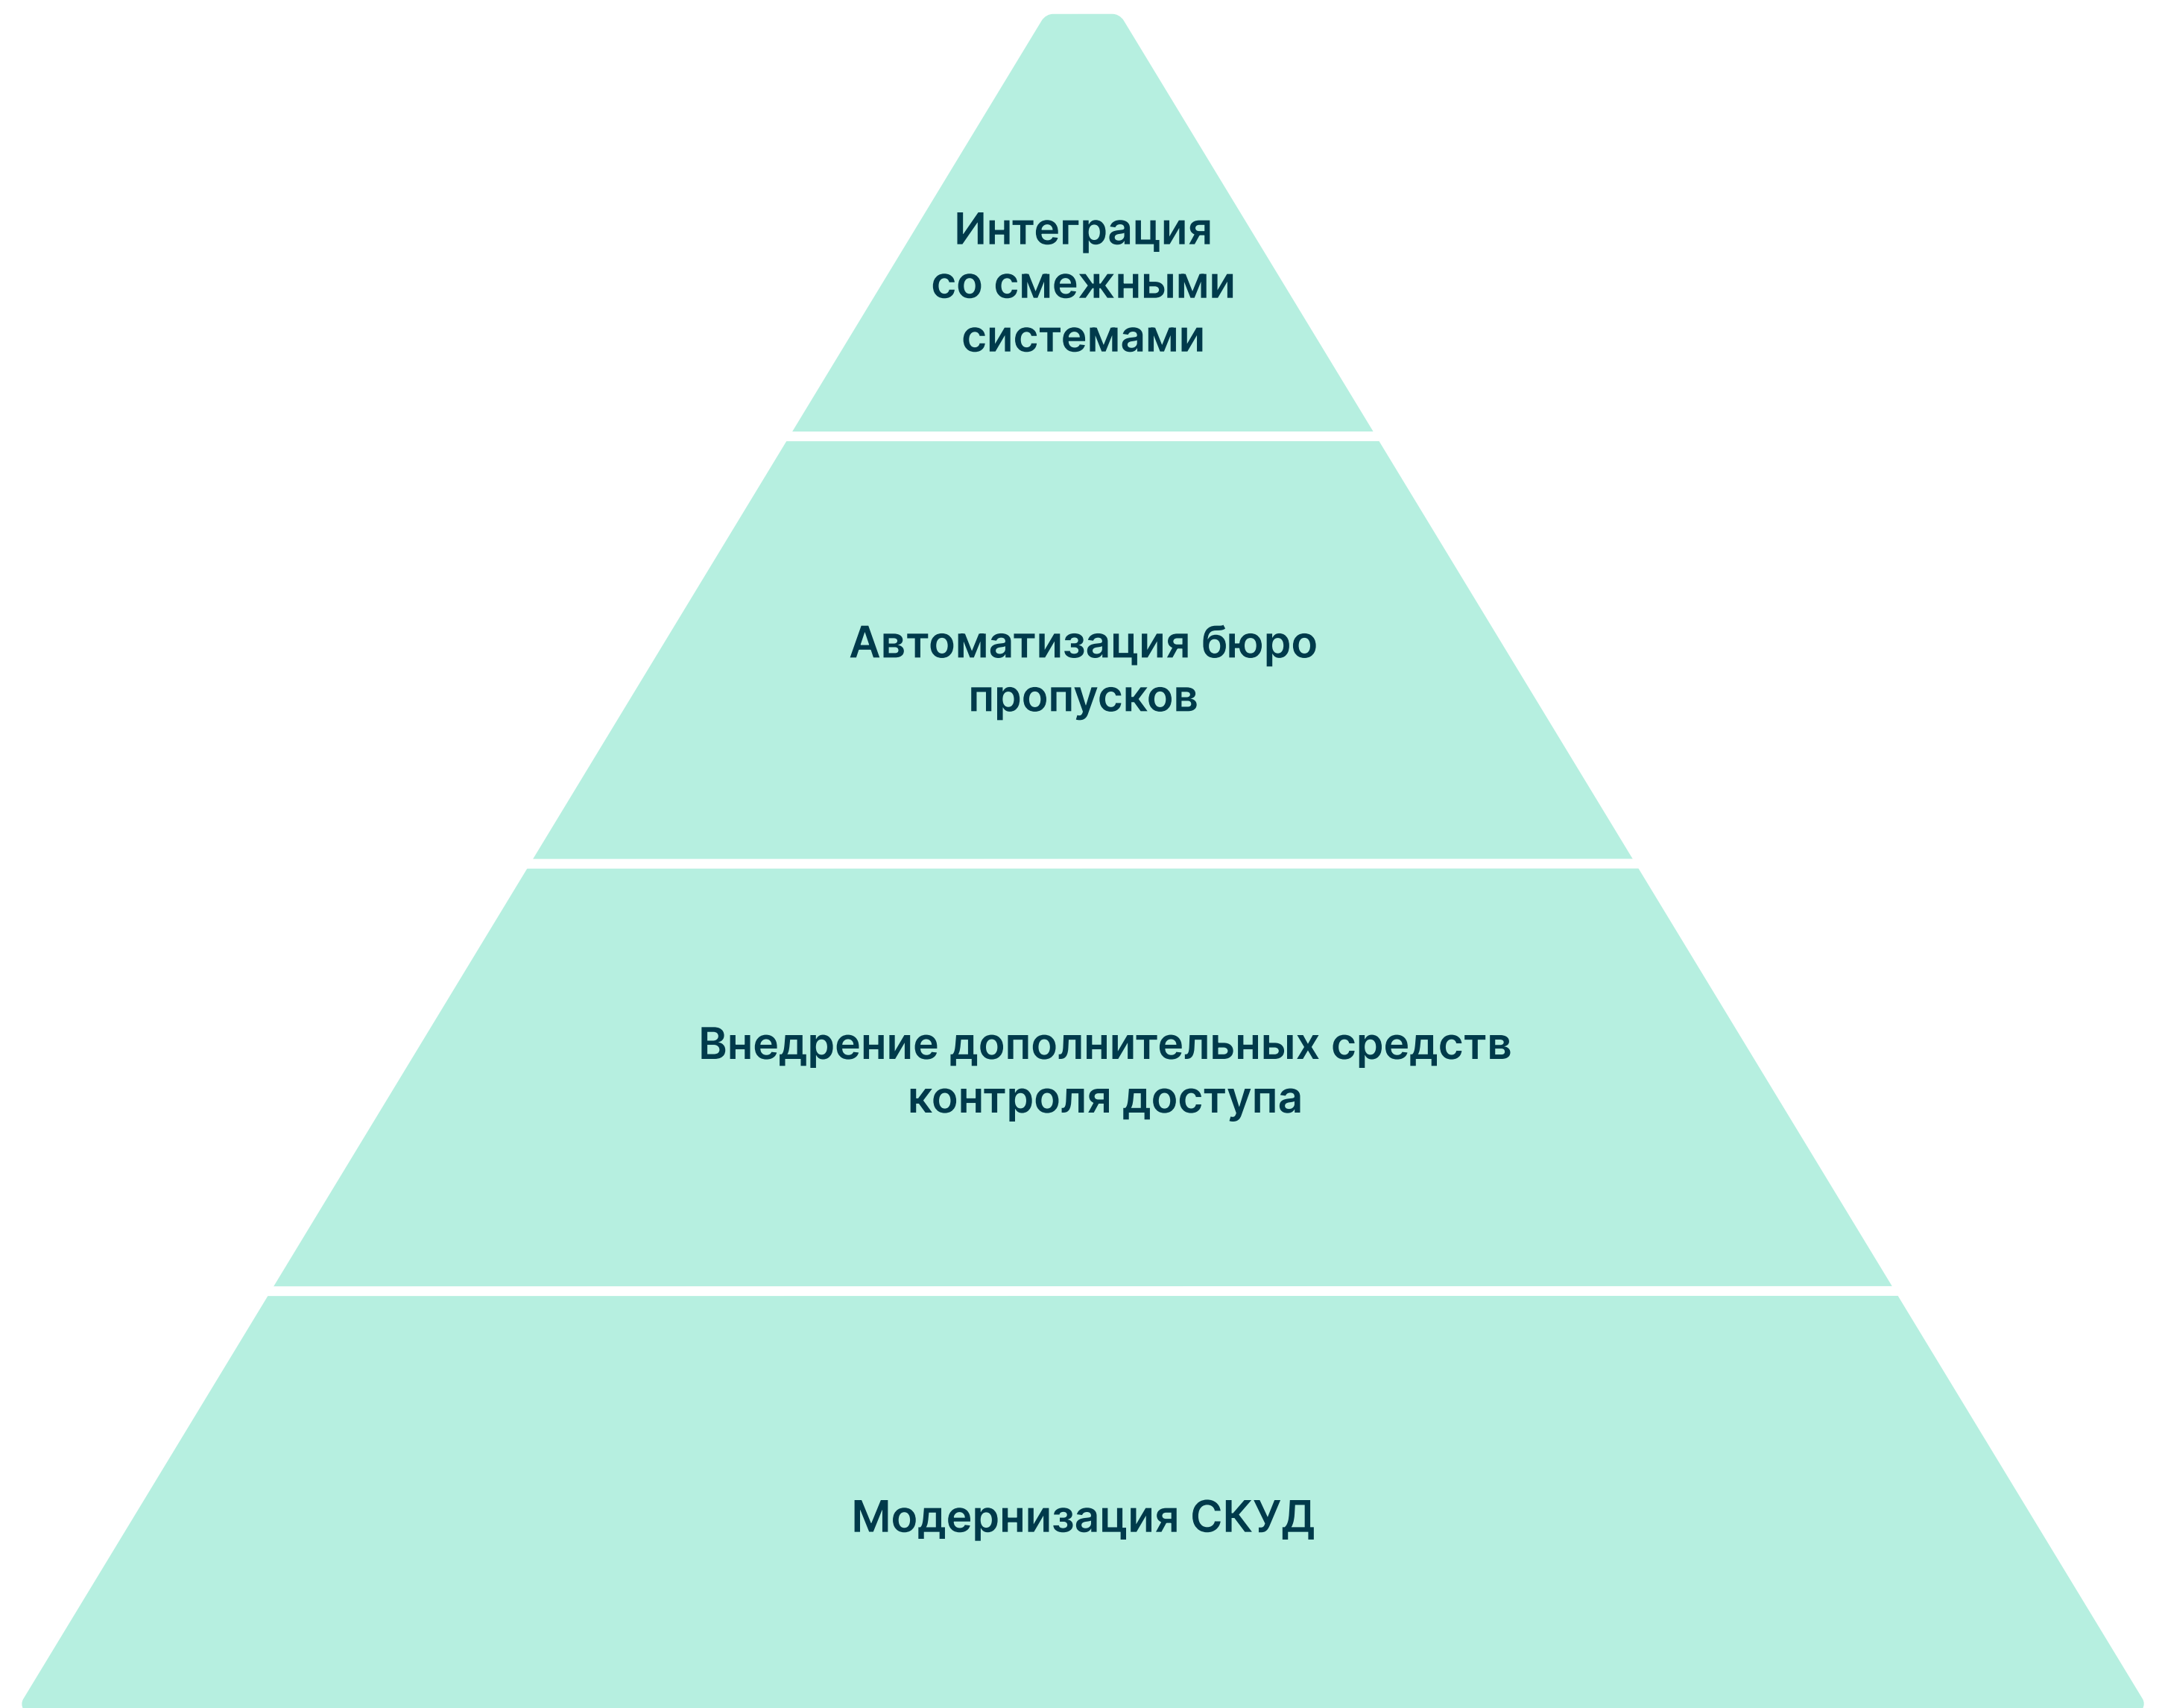 Интеграция
со смежными
системами
Автоматизация бюро
пропусков
Внедрение дополнительных средств
контроля доступа
Модернизация СКУД